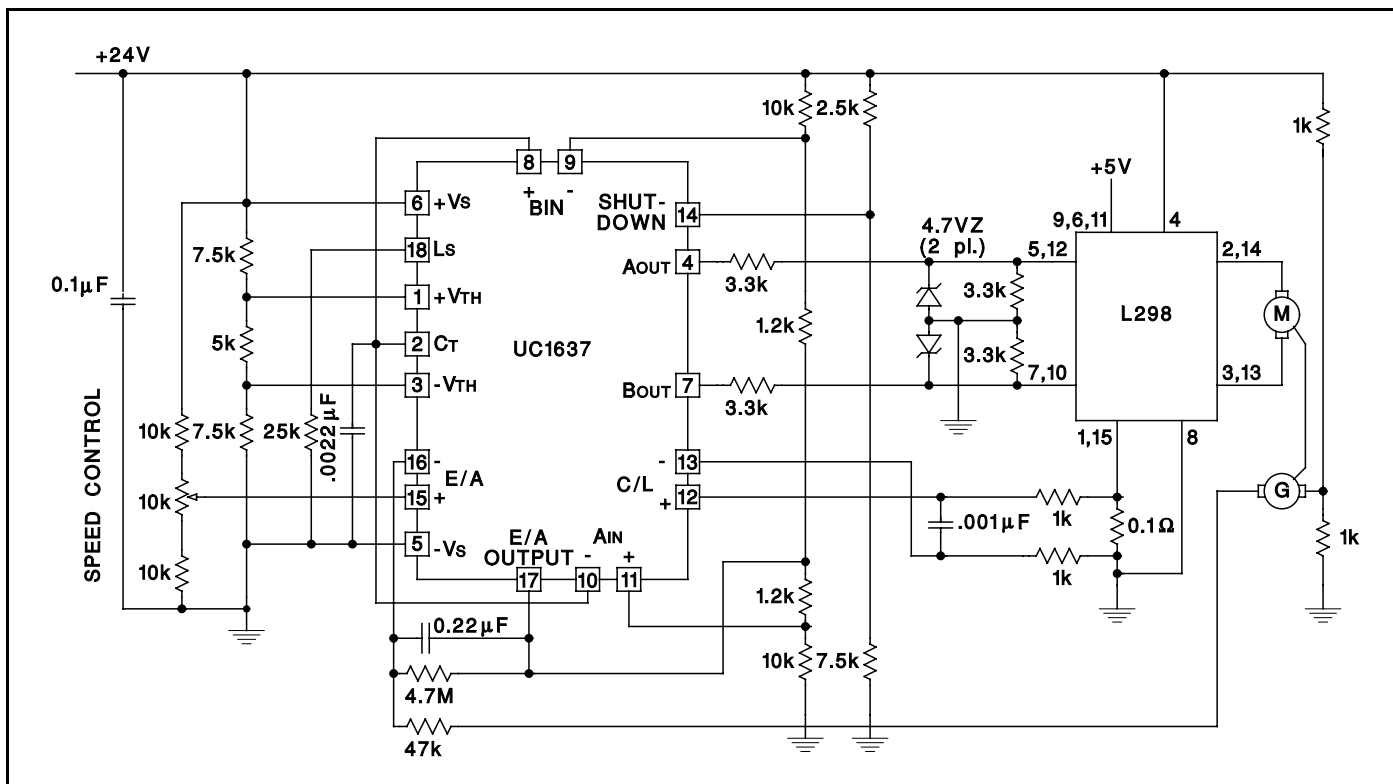 +24V
10k
2.5k
1k
8
9
+
-
BIN
+5V
6
+Vs
SHUT-
DOWN
14
9,6,11
4
7.5k
18
Ls
AOUT
4
3.3k
4.7VZ
(2 pl.)
5,12
2,14
0.1µF
1
+VTH
3.3k
M
5k
2
CT
UC1637
1.2k
L298
3
-VTH
BOUT
7
3.3k
3.3k
7,10
3,13
SPEED CONTROL
10k
7.5k
25k
.0022µF
1,15
8
16
-
E/A
15
+
-
13
C/L
+
12
G
10k
1k
.001µF
0.1Ω
1k
5
-Vs
E/A
OUTPUT
AIN
-
+
1k
10k
17
10
11
1.2k
0.22µF
10k
7.5k
4.7M
47k